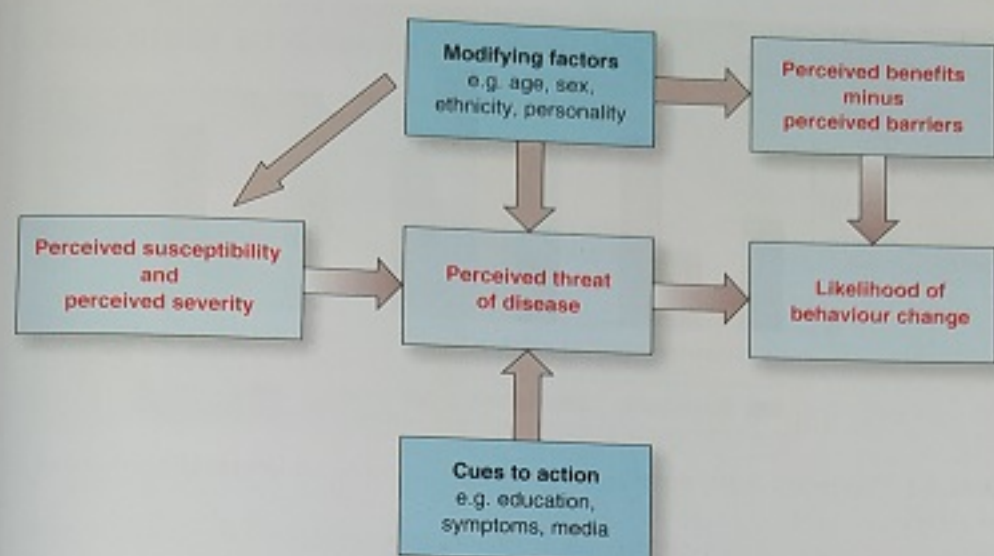 Modifying factors
e.g. age, sex,
ethnicity, personality
Perceived benefits
minus
perceived barriers
Perceived susceptibility
and
perceived severity
Perceived threat
of disease
Likelihood of
behaviour change
Cues to action
e.g. education,
symptoms, media